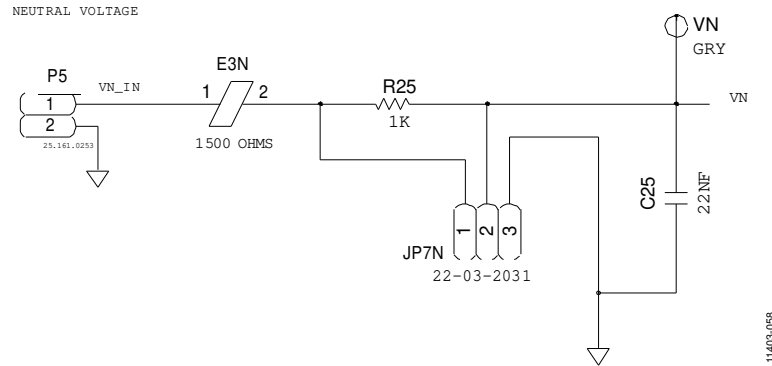 NEUTRAL VOLTAGE
VN
GRY
P5
VN_IN
E3N
1
2
R25
VN
1
2
25.161.0253
1500 OHMS
1K
C25
22NF
1
2
3
JP7N
22-03-2031
11403-058